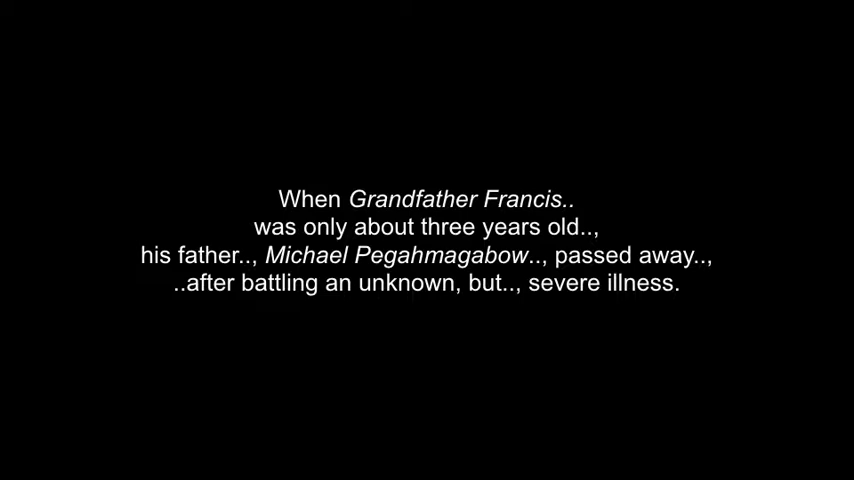 When Grandfather Francis..
was only about three years old..,
his father.., Michael Pegahmagabow.., passed away..,
..after battling an unknown, but.., severe illness.